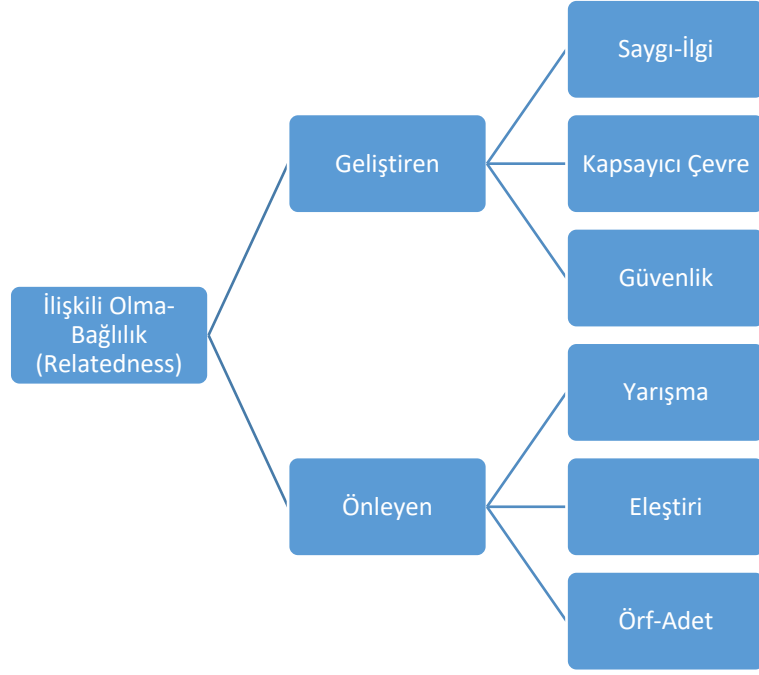 İlişkili Olma-
Bağlılık
(Relatedness)
Geliştiren
Saygı-İlgi
Kapsayıcı Çevre
Güvenlik
Önleyen
Yarışma
Eleştiri
Örf-Adet